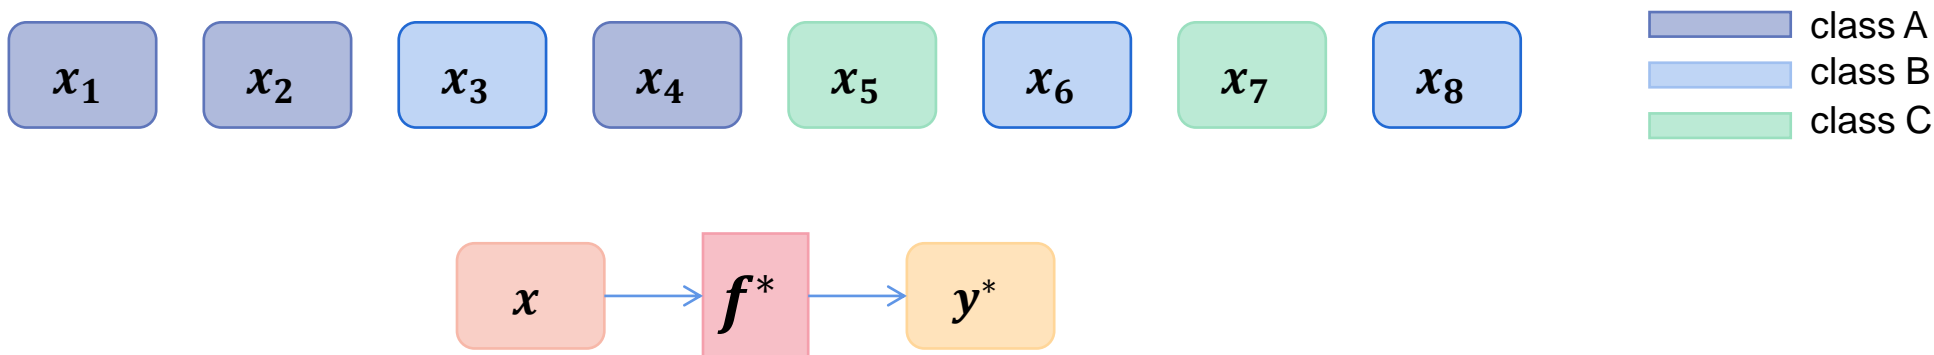 x₁ x₂ x₃ x₄ x₅ x₆ x₇ x₈
class A
class B
class C
x f* y*